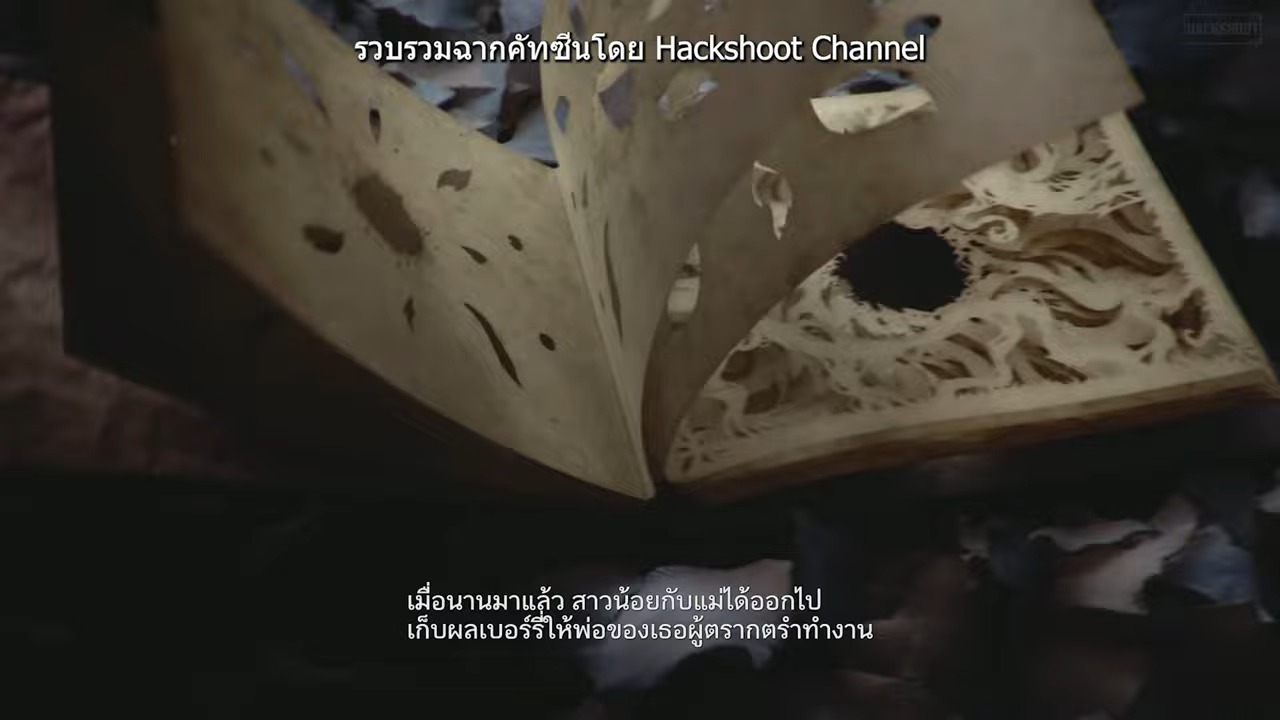 รวบรวมฉากคัทซีนโดย Hackshoot Channel
HACKSHOOT
เมื่อนานมาแล้ว สาวน้อยกับแม่ได้ออกไป
เก็บผลเบอร์รี่ให้พ่อของเธอผู้ตรากตรำทำงาน